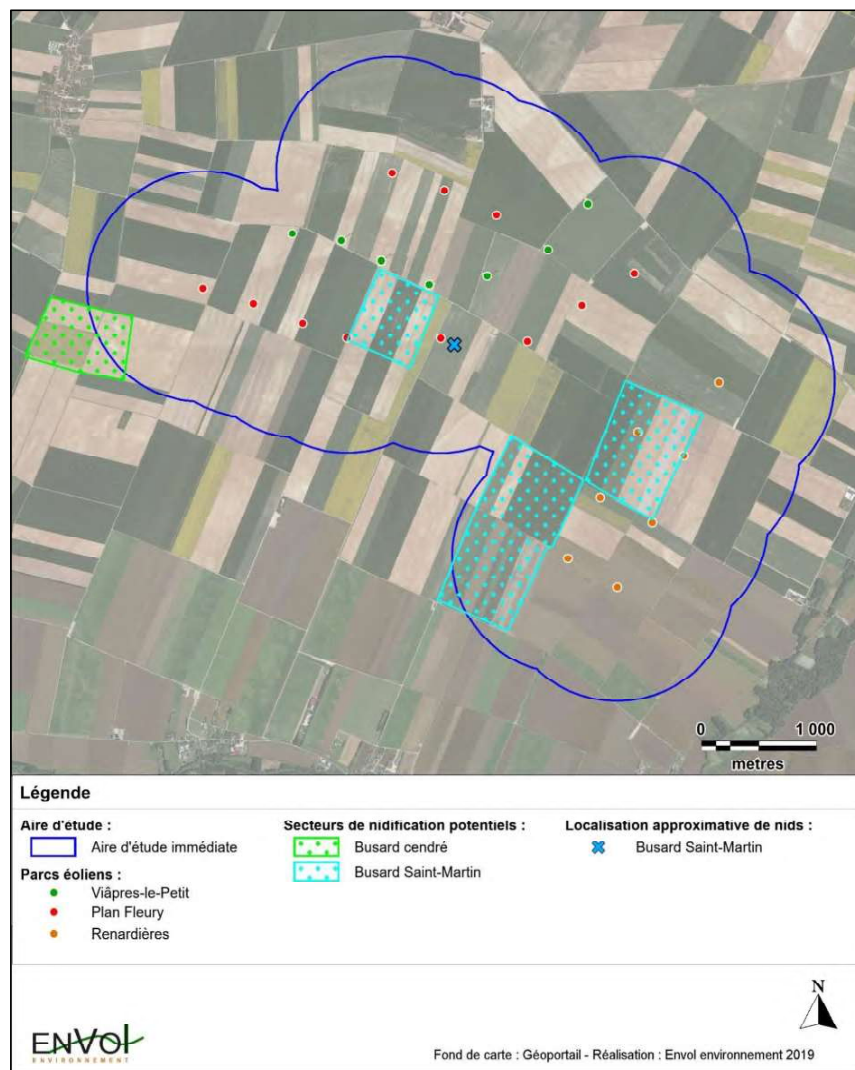 0 1 000
metres
Légende
Aire d'étude :
Aire d'étude immédiate
Parcs éoliens :
Viâpres-le-Petit
Plan Fleury
Renardières
Secteurs de nidification potentiels :
Busard cendré
Busard Saint-Martin
Localisation approximative de nids :
Busard Saint-Martin
N
ENVOl
ENVIRONNEMENT
Fond de carte : Géoportail - Réalisation : Envol environnement 2019